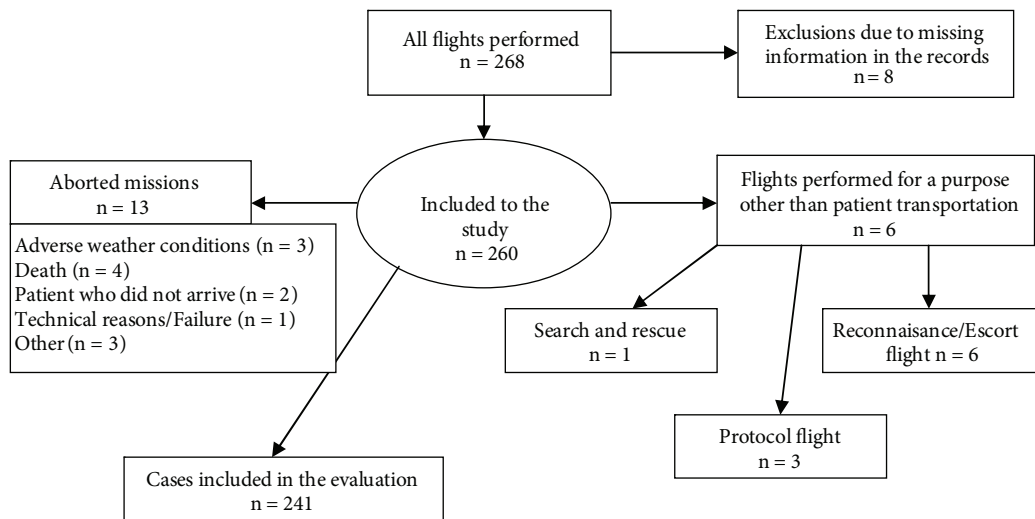 All flights performed
n = 268
Exclusions due to missing
information in the records
n = 8
Aborted missions
n = 13
Adverse weather conditions (n = 3)
Death (n = 4)
Patient who did not arrive (n = 2)
Technical reasons/Failure (n = 1)
Other (n = 3)
Included to the
study
n = 260
Flights performed for a purpose
other than patient transportation
n = 6
Search and rescue
n = 1
Reconnaisance/Escort
flight n = 6
Protocol flight
n = 3
Cases included in the evaluation
n = 241